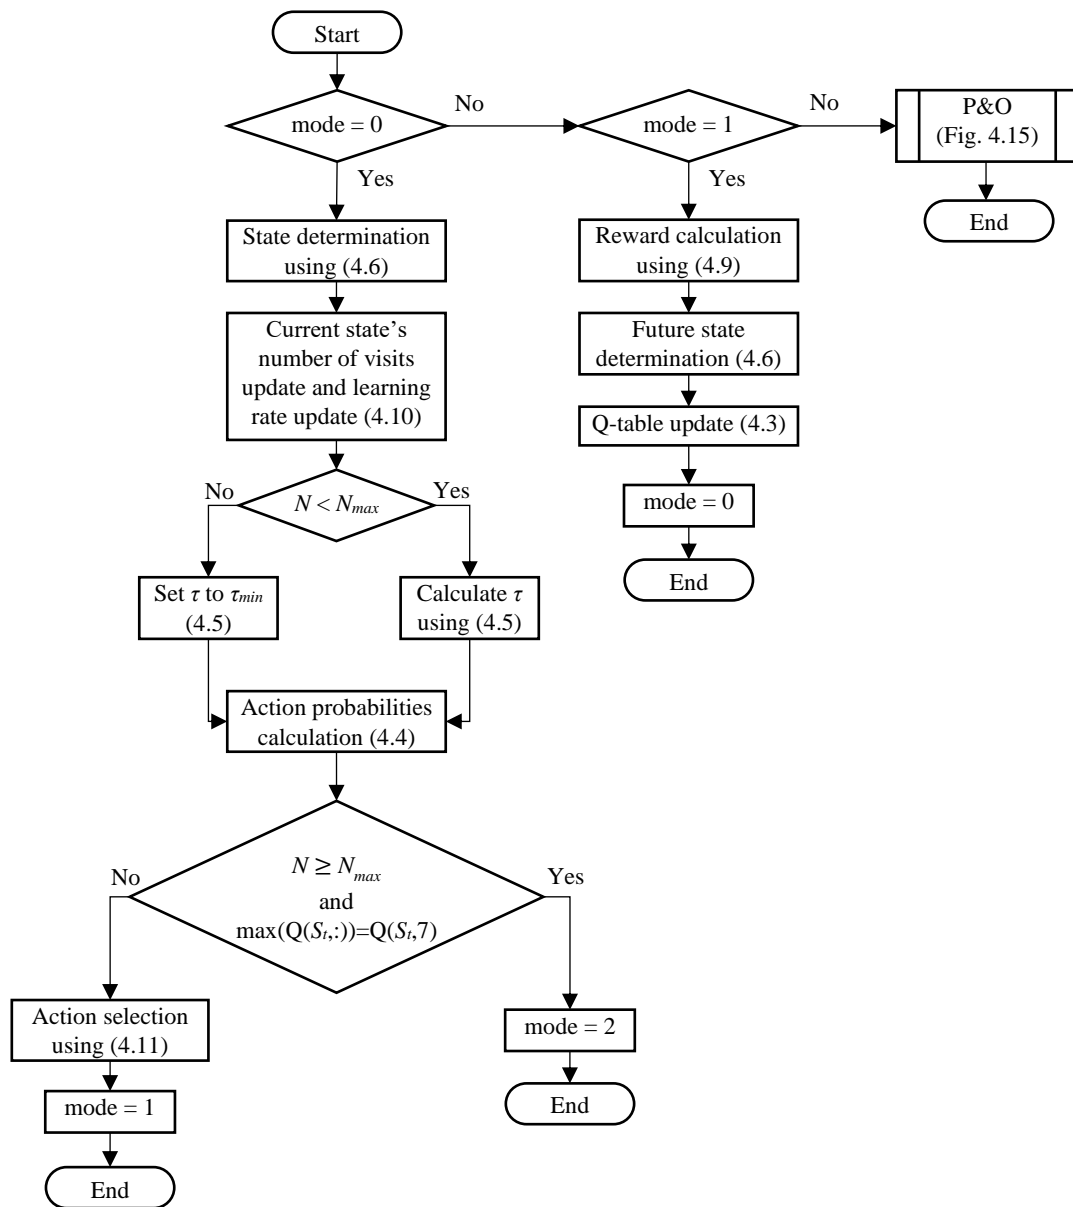 Start
mode = 0
No
mode = 1
No
P&O
(Fig. 4.15)
End
Yes
State determination
using (4.6)
Current state’s
number of visits
update and learning
rate update (4.10)
Yes
Reward calculation
using (4.9)
Future state
determination (4.6)
Q-table update (4.3)
mode = 0
End
N < Nmax
No
Yes
Set τ to τmin
(4.5)
Calculate τ
using (4.5)
Action probabilities
calculation (4.4)
N ≥ Nmax
and
max(Q(St,:))=Q(St,7)
No
Yes
Action selection
using (4.11)
mode = 1
End
mode = 2
End